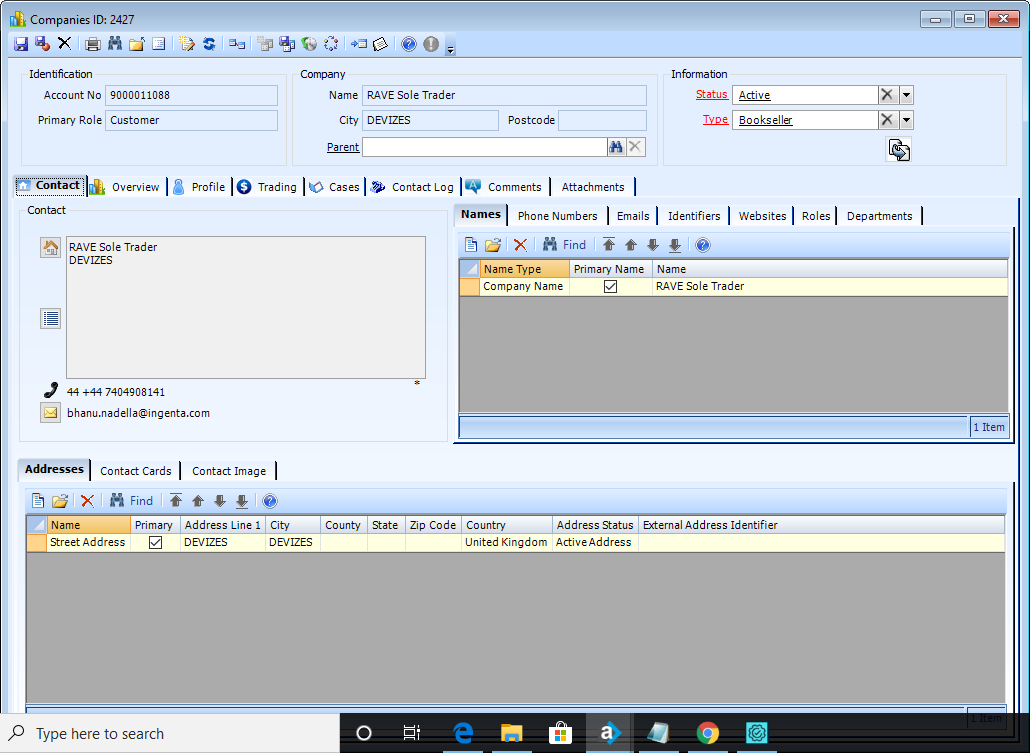 Companies ID: 2427
Identification
Account No 9000011088
Primary Role Customer
Company
Name RAVE Sole Trader
City DEVIZES Postcode
Parent
Information
Status Active
Type Bookseller
Contact Overview Profile Trading Cases Contact Log Comments Attachments
Contact
RAVE Sole Trader
DEVIZES
44 +44 7404908141
*
bhanu.nadella@ingenta.com
Names Phone Numbers Emails Identifiers Websites Roles Departments
Find
Name Type Primary Name Name
Company Name RAVE Sole Trader
1 Item
Addresses Contact Cards Contact Image
Find
Name Primary Address Line 1 City County State Zip Code Country Address Status External Address Identifier
Street Address DEVIZES DEVIZES United Kingdom Active Address
1 Item
Type here to search